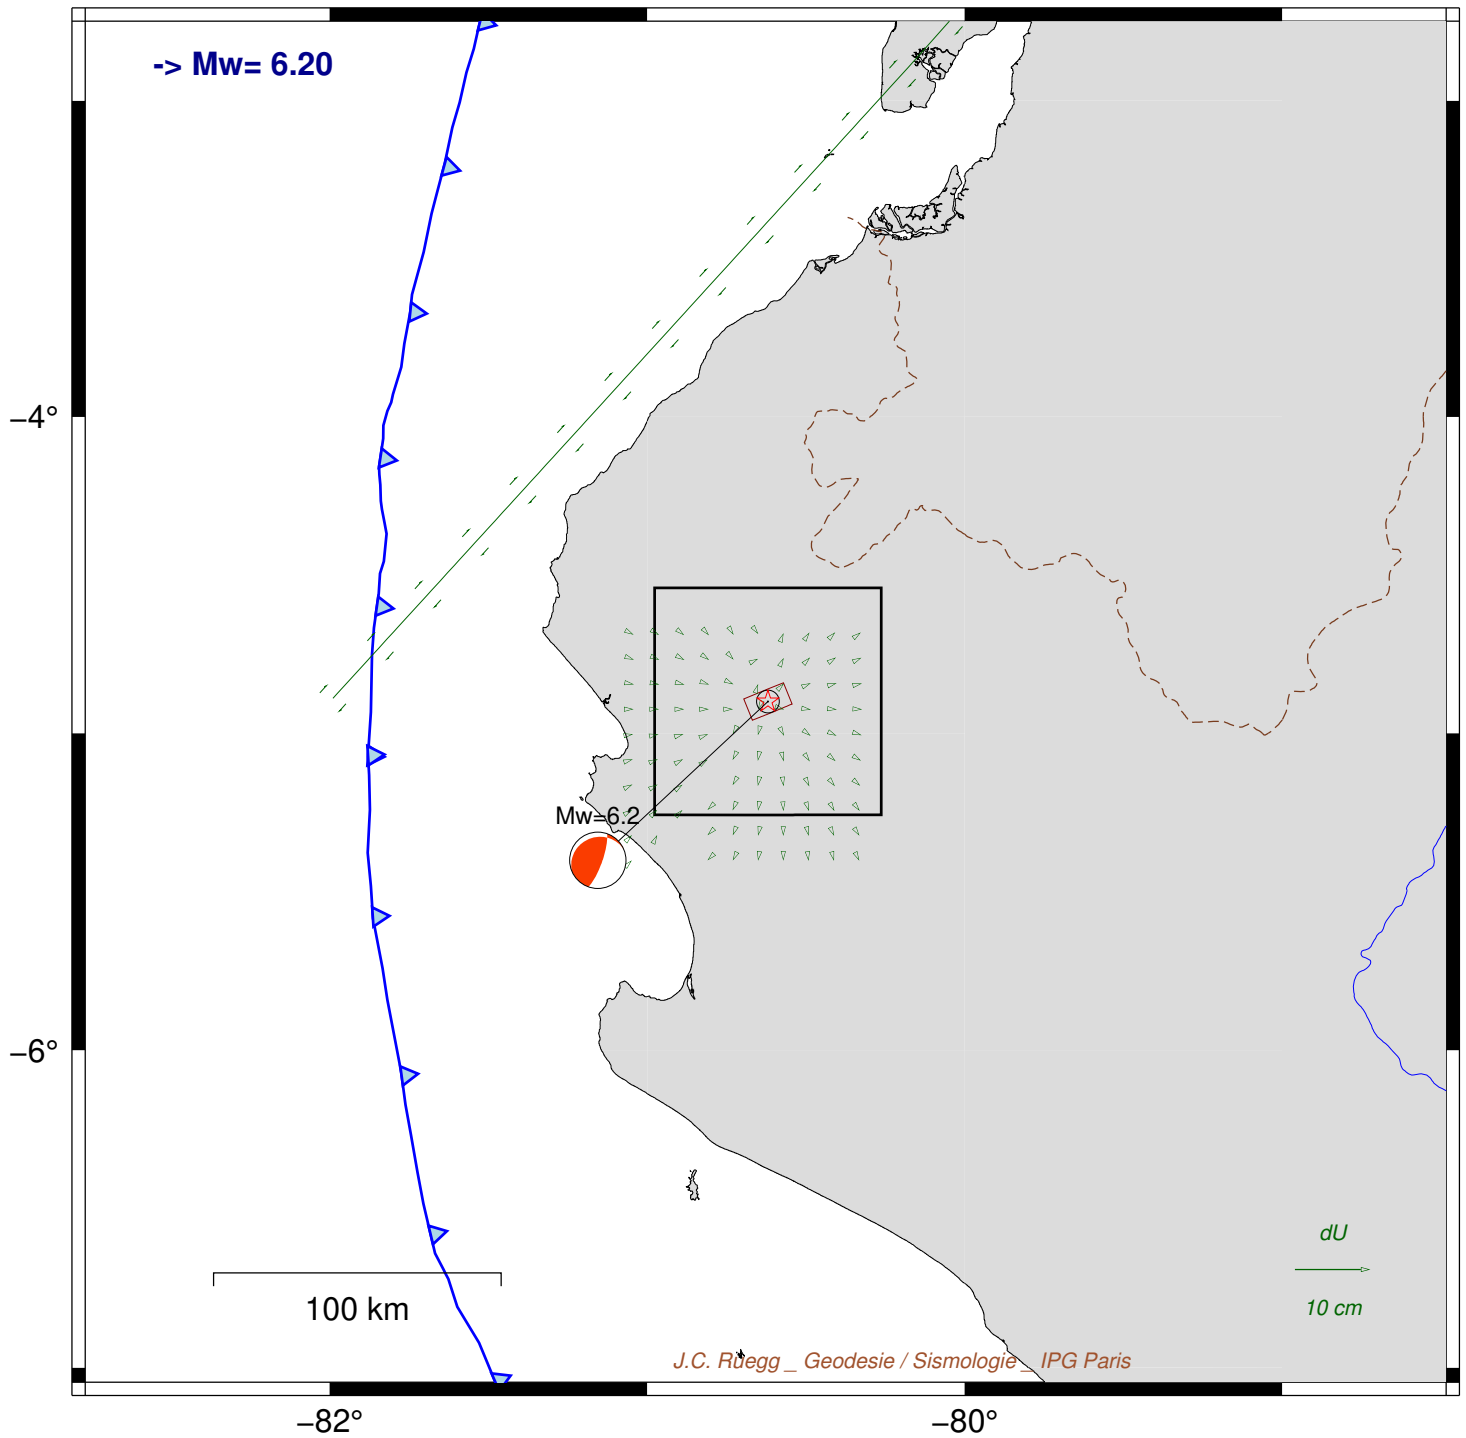 -> Mw= 6.20
−4°
Mw=6.2
−6°
dU
10 cm
100 km
J.C. Ruegg _ Geodesie / Sismologie _ IPG Paris
−82°
−80°